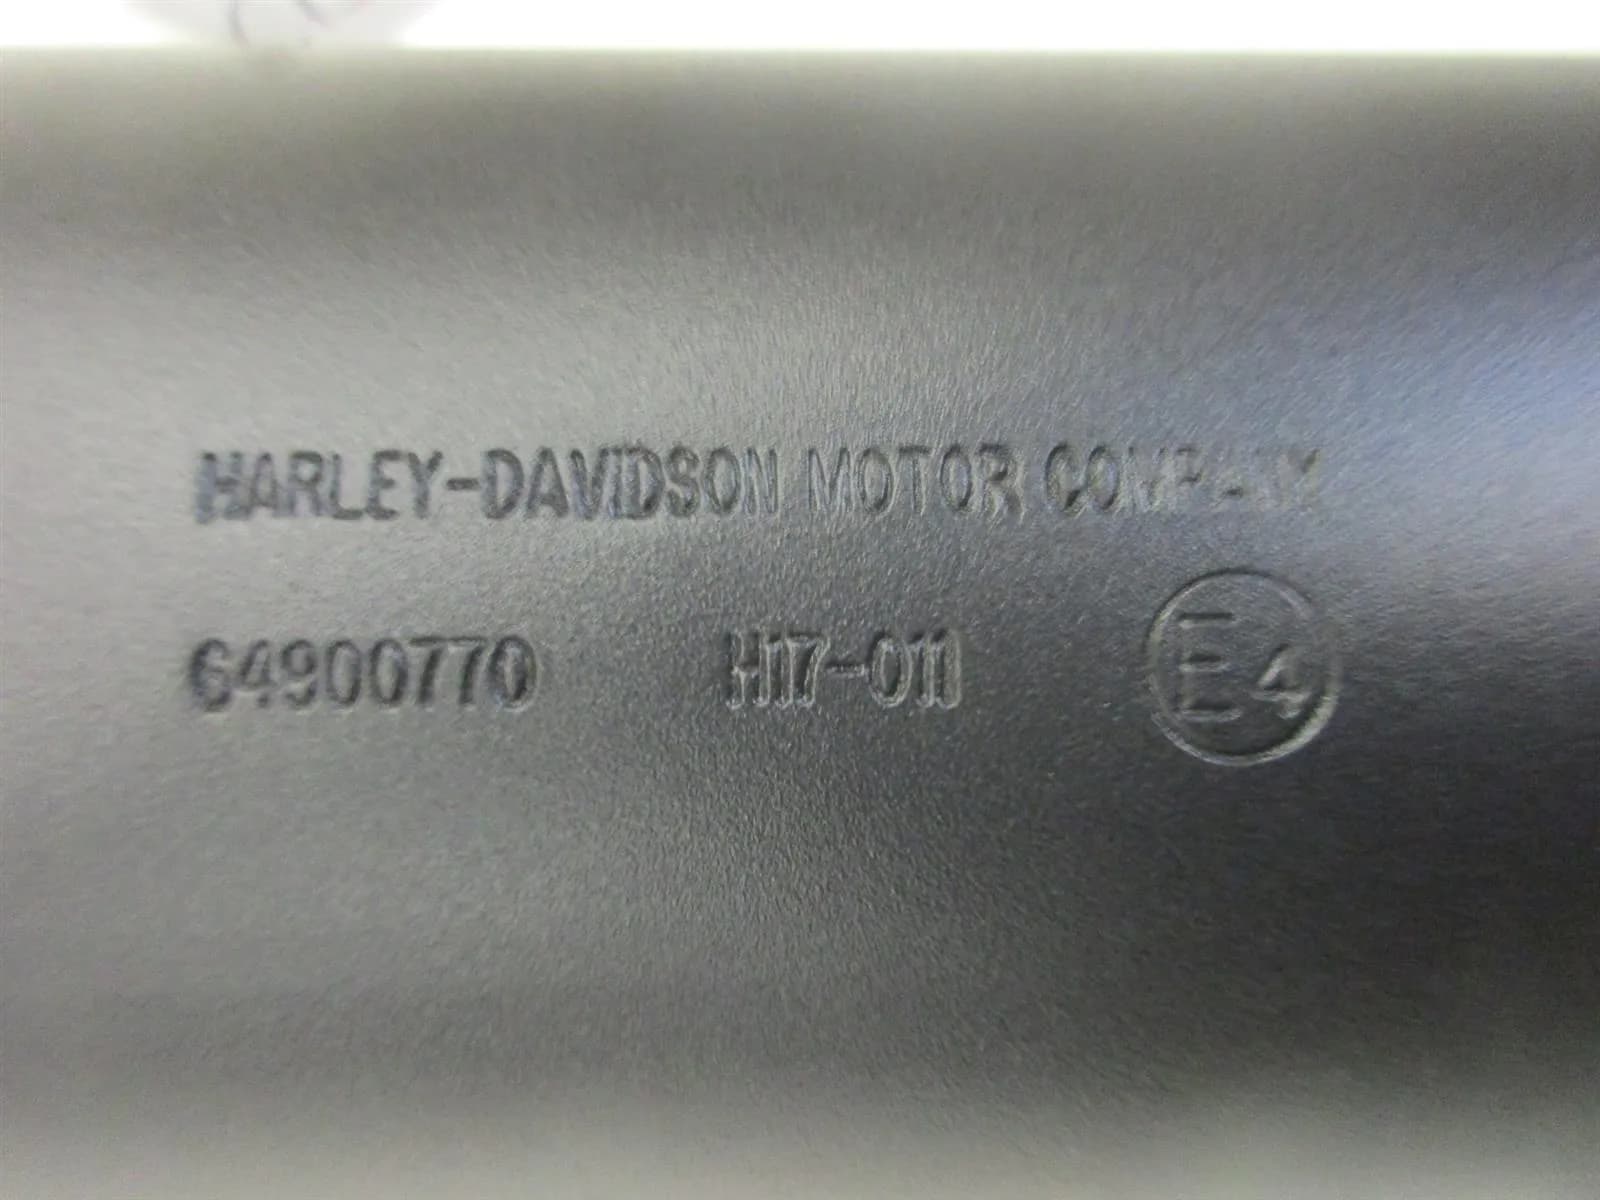 HARLEY-DAVIDSON MOTOR COMPANY
64900770 H17-011 E4